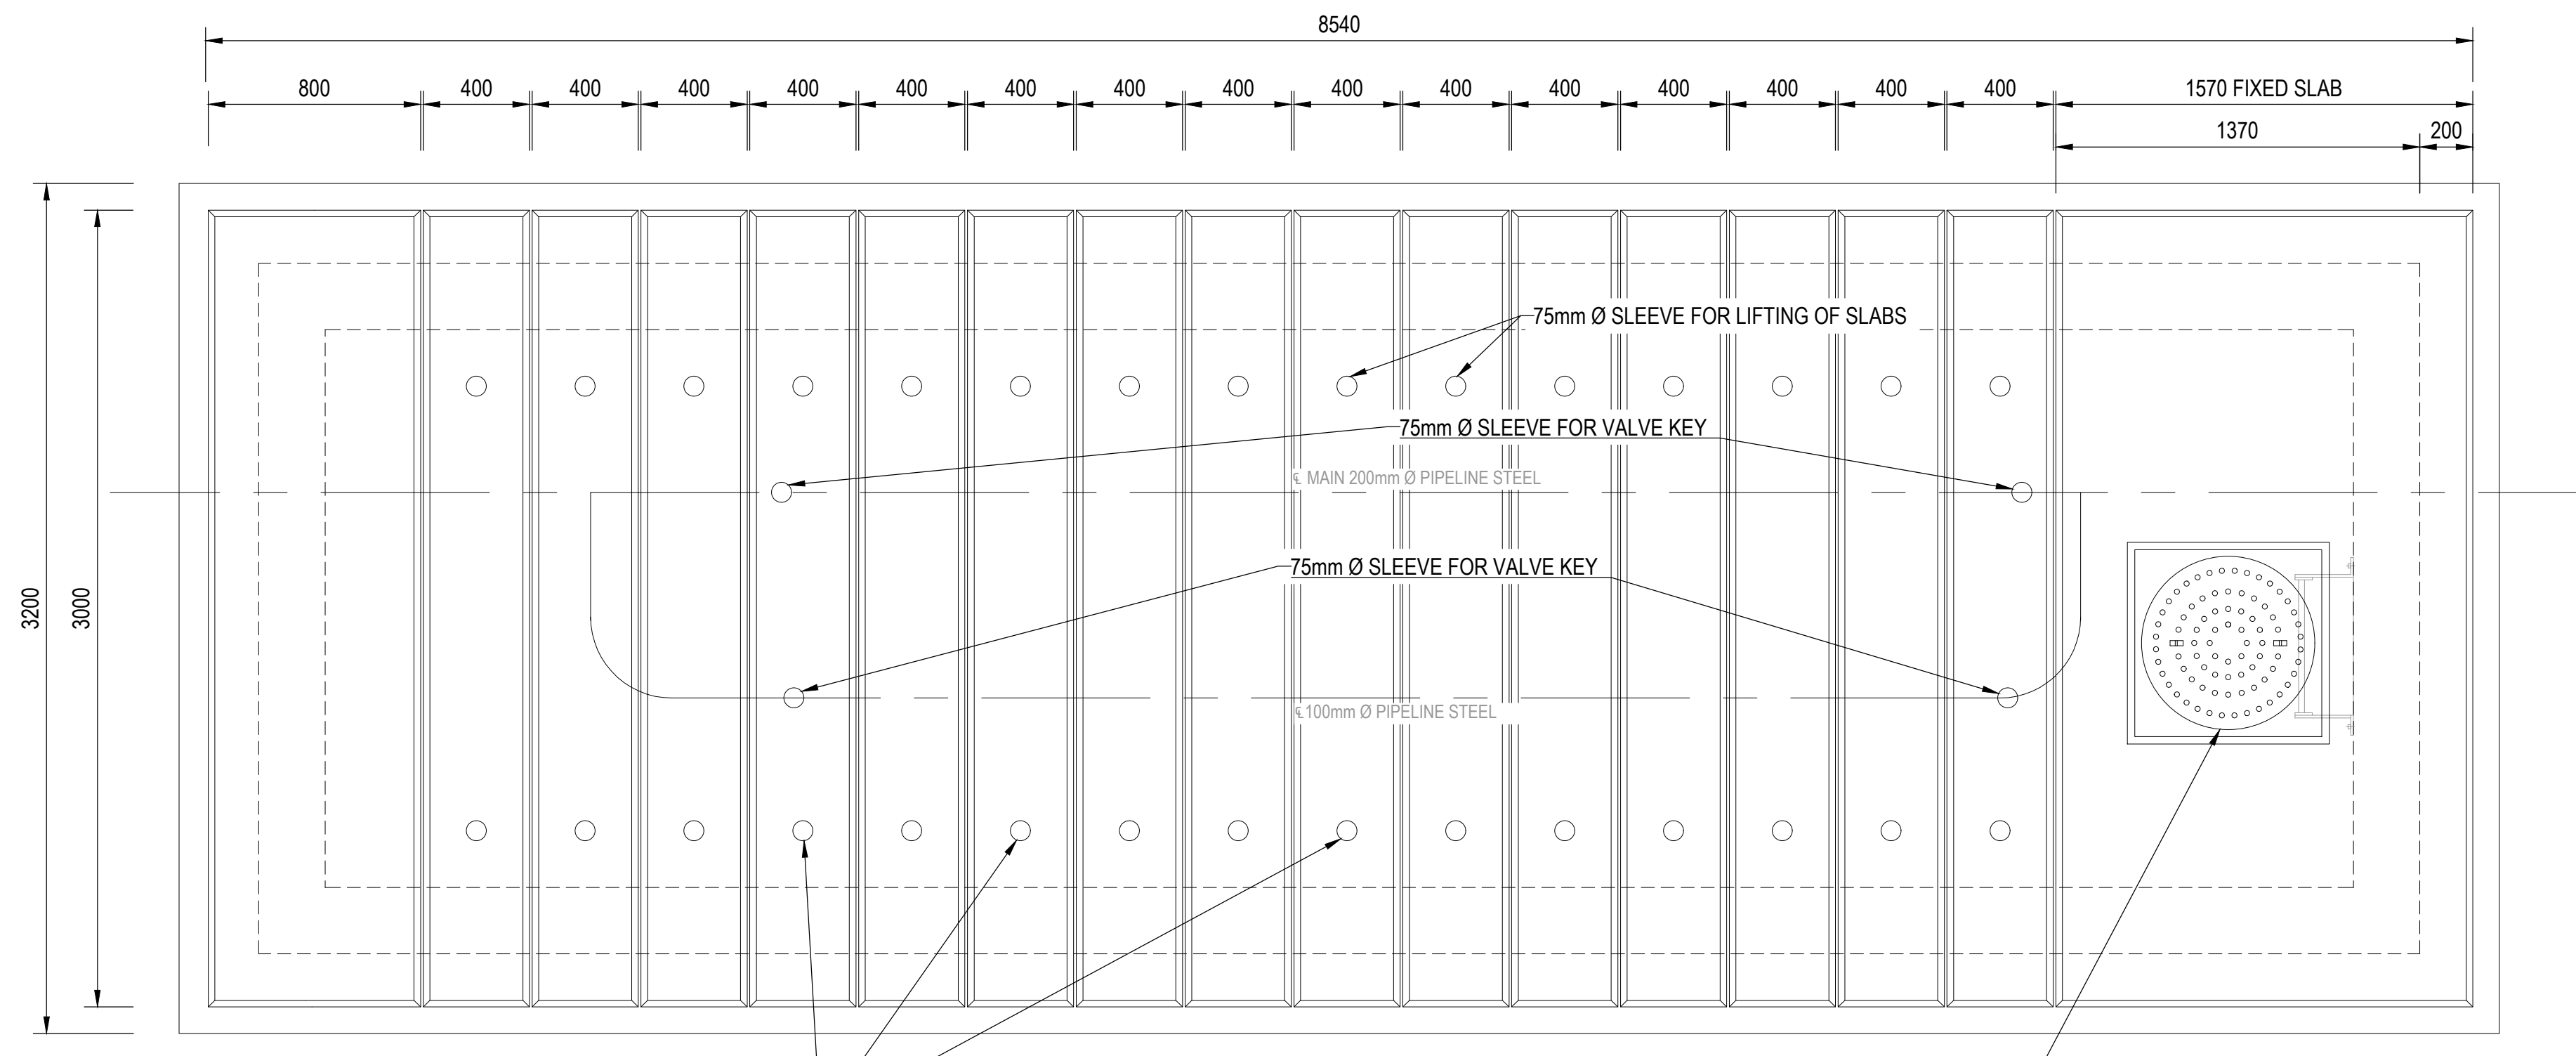 8540
800 400 400 400 400 400 400 400 400 400 400 400 400 400 400 400 1570 FIXED SLAB
1370 200
75mm Ø SLEEVE FOR LIFTING OF SLABS
75mm Ø SLEEVE FOR VALVE KEY
℄ MAIN 200mm Ø PIPELINE STEEL
75mm Ø SLEEVE FOR VALVE KEY
3200
3000
℄100mm Ø PIPELINE STEEL